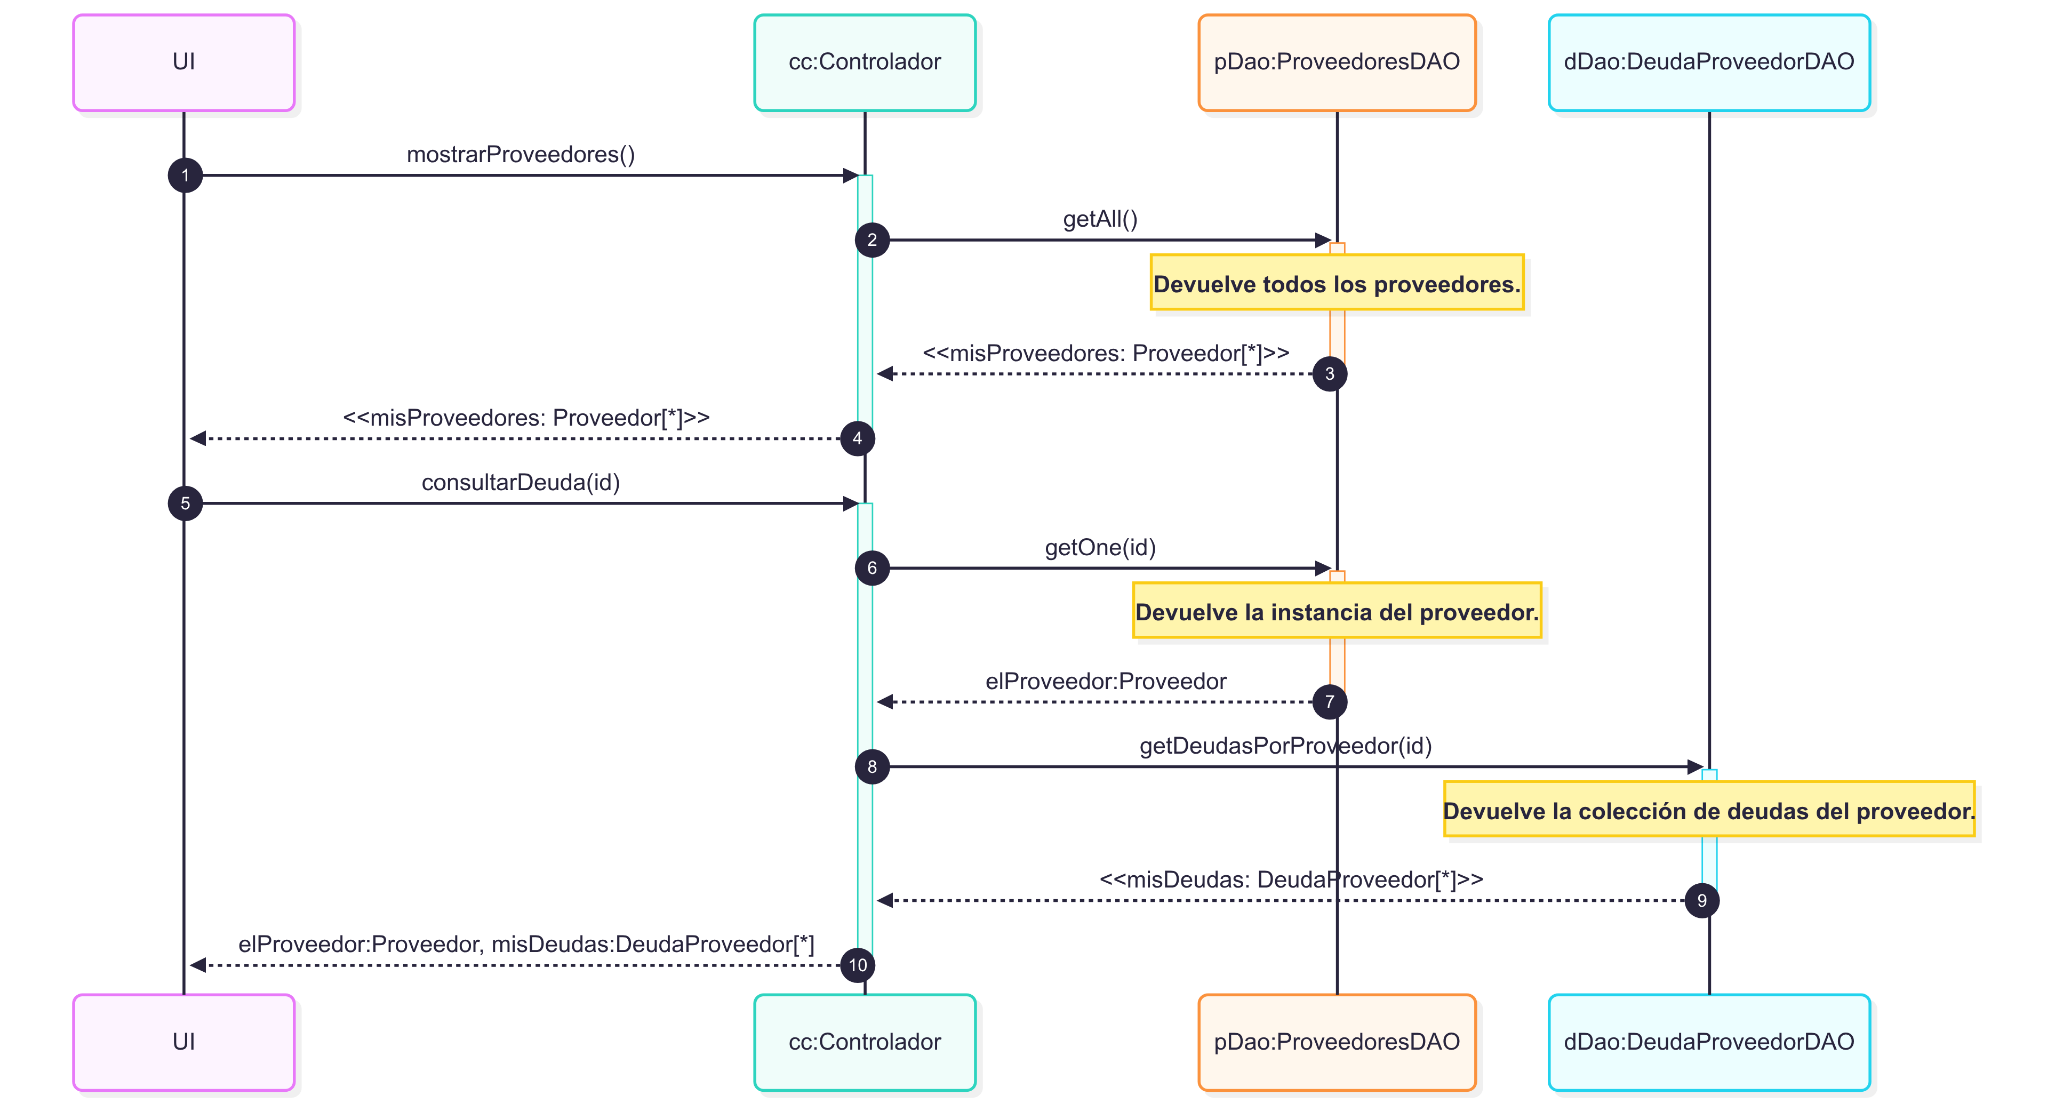 UI
cc:Controlador
pDao:ProveedoresDAO
dDao:DeudaProveedorDAO
mostrarProveedores()
1
getAll()
2
Devuelve todos los proveedores.
<<misProveedores: Proveedor[*]>>
3
<<misProveedores: Proveedor[*]>>
4
consultarDeuda(id)
5
getOne(id)
6
Devuelve la instancia del proveedor.
elProveedor:Proveedor
7
getDeudasPorProveedor(id)
8
Devuelve la colección de deudas del proveedor.
<<misDeudas: DeudaProveedor[*]>>
9
elProveedor:Proveedor, misDeudas:DeudaProveedor[*]
10
UI
cc:Controlador
pDao:ProveedoresDAO
dDao:DeudaProveedorDAO